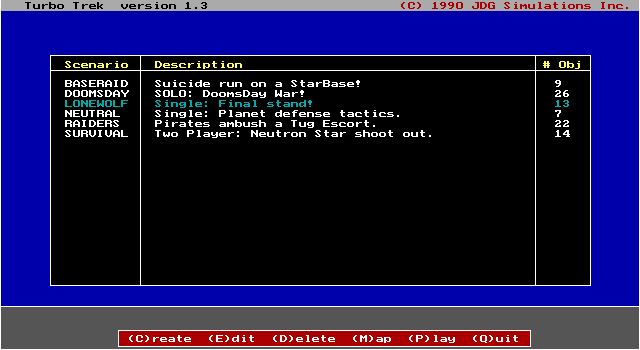 Turbo Trek version 1.3 (C) 1990 JDG Simulations Inc.
Scenario Description # Obj
BASERAID Suicide run on a StarBase! 9
DOOMSDAY SOLO: DoomsDay War! 26
LONEWOLF Single: Final stand! 13
NEUTRAL Single: Planet defense tactics. 7
RAIDERS Pirates ambush a Tug Escort. 22
SURVIVAL Two Player: Neutron Star shoot out. 14
(C)reate (E)dit (D)elete (M)ap (P)lay (Q)uit